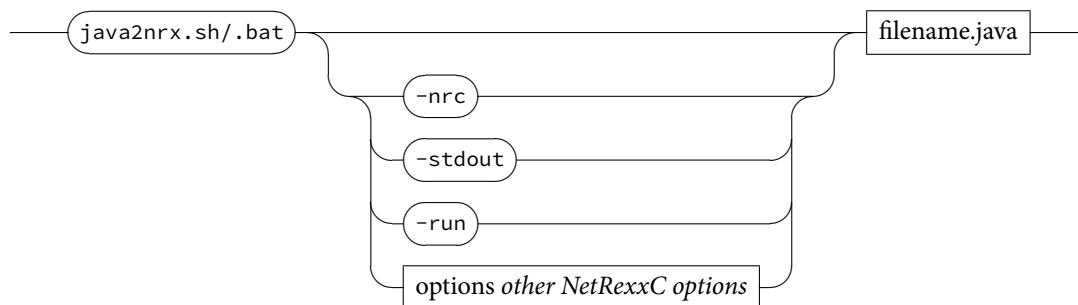 java2nrx.sh/.bat
filename.java
-nrc
-stdout
-run
options other NetRexxC options